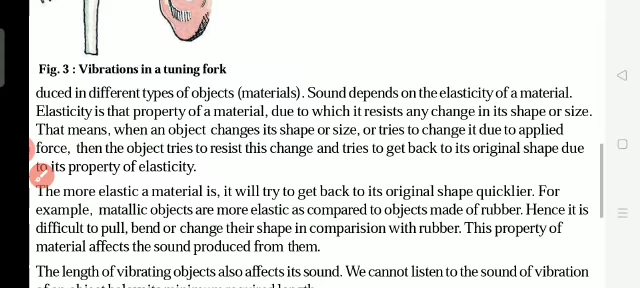 Fig. 3 : Vibrations in a tuning fork
duced in different types of objects (materials). Sound depends on the elasticity of a material.
Elasticity is that property of a material, due to which it resists any change in its shape or size.
That means, when an object changes its shape or size, or tries to change it due to applied
force, then the object tries to resist this change and tries to get back to its original shape due
to its property of elasticity.
The more elastic a material is, it will try to get back to its original shape quicklier. For
example, matallic objects are more elastic as compared to objects made of rubber. Hence it is
difficult to pull, bend or change their shape in comparision with rubber. This property of
material affects the sound produced from them.
The length of vibrating objects also affects its sound. We cannot listen to the sound of vibration